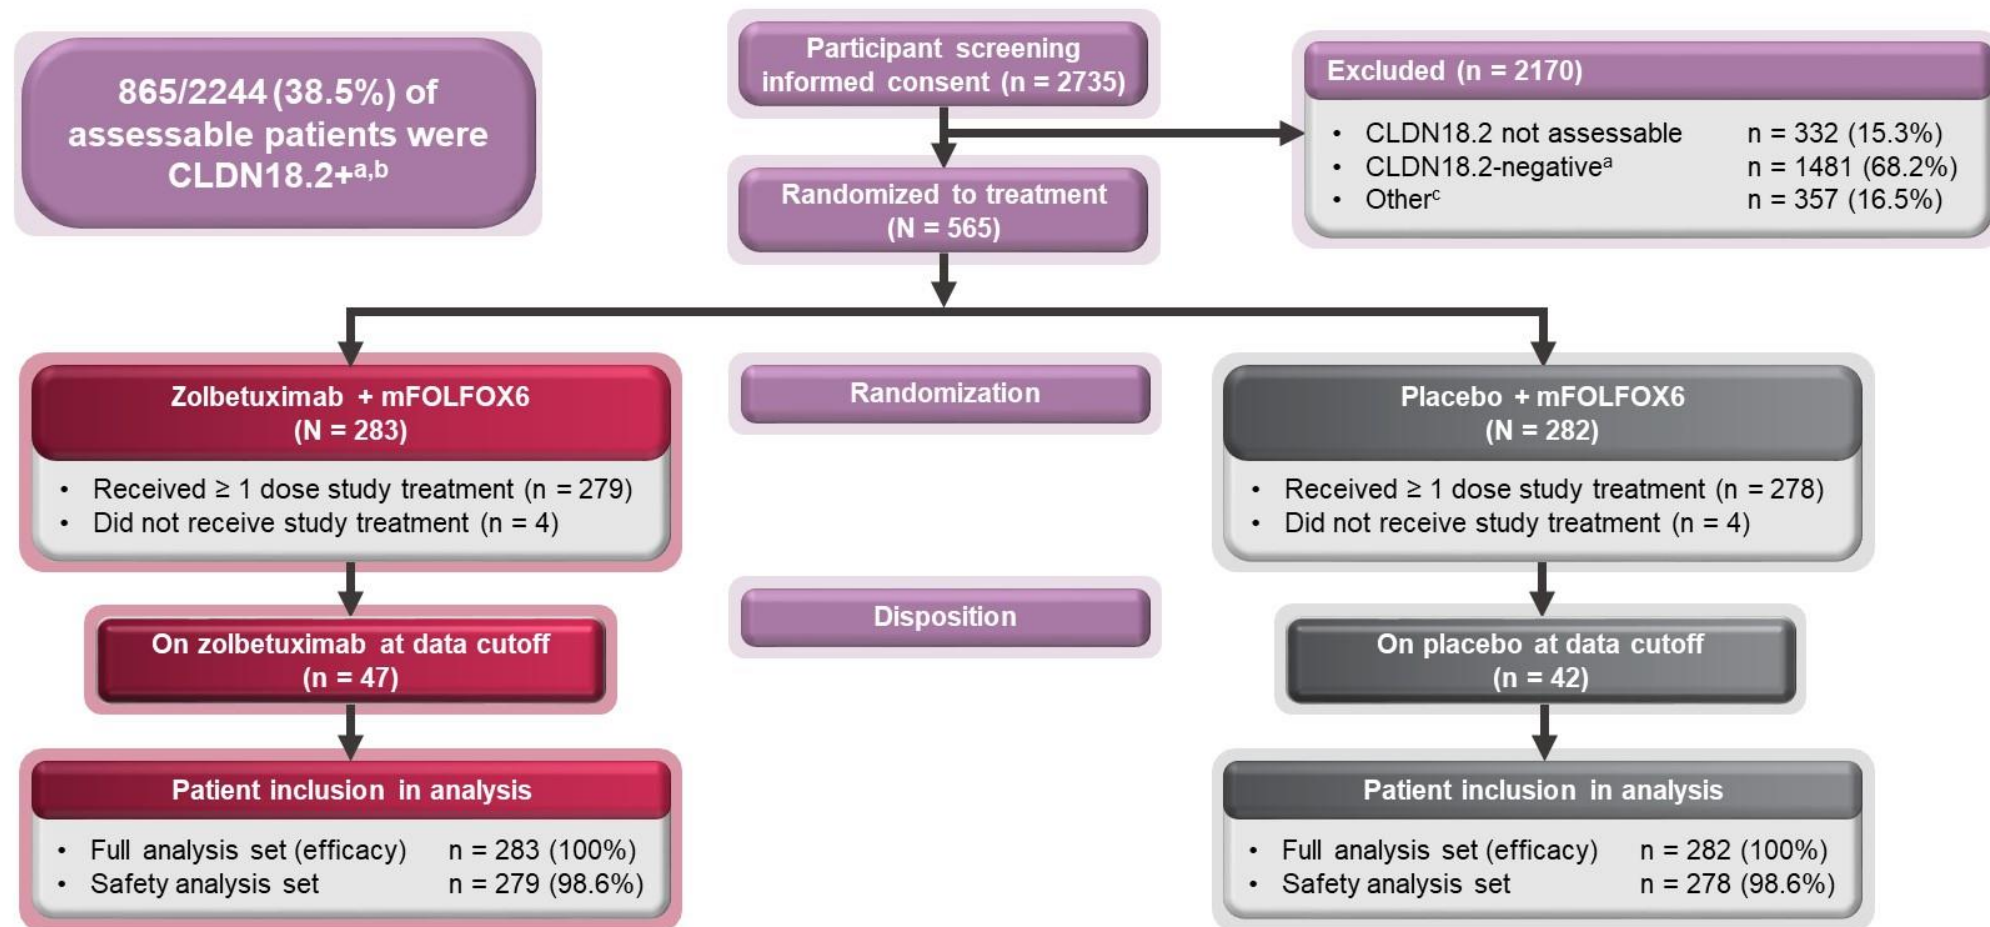 865/2244 (38.5%) of
assessable patients were
CLDN18.2+a,b
Participant screening
informed consent (n = 2735)
Excluded (n = 2170)
• CLDN18.2 not assessable n = 332 (15.3%)
• CLDN18.2-negativea n = 1481 (68.2%)
• Otherc n = 357 (16.5%)
Randomized to treatment
(N = 565)
Zolbetuximab + mFOLFOX6
(N = 283)
• Received ≥ 1 dose study treatment (n = 279)
• Did not receive study treatment (n = 4)
Randomization
Placebo + mFOLFOX6
(N = 282)
• Received ≥ 1 dose study treatment (n = 278)
• Did not receive study treatment (n = 4)
On zolbetuximab at data cutoff
(n = 47)
Disposition
On placebo at data cutoff
(n = 42)
Patient inclusion in analysis
• Full analysis set (efficacy) n = 283 (100%)
• Safety analysis set n = 279 (98.6%)
Patient inclusion in analysis
• Full analysis set (efficacy) n = 282 (100%)
• Safety analysis set n = 278 (98.6%)